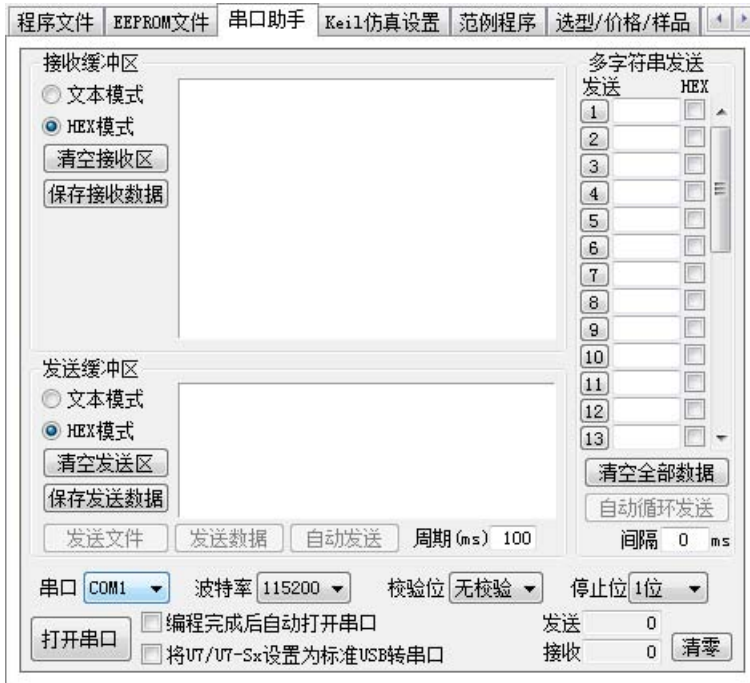 程序文件 EEPROM文件 串口助手 Keil仿真设置 范例程序 选型/价格/样品
接收缓冲区
文本模式
HEX模式
清空接收区
保存接收数据
多字符串发送
发送 HEX
1
2
3
4
5
6
7
8
9
10
11
12
13
清空全部数据
自动循环发送
间隔 0 ms
发送缓冲区
文本模式
HEX模式
清空发送区
保存发送数据
发送文件 发送数据 自动发送 周期(ms) 100
串口 COM1 波特率 115200 校验位 无校验 停止位 1位
打开串口 编程完成后自动打开串口 发送 0
将U7/U7-Sx设置为标准USB转串口 接收 0 清零